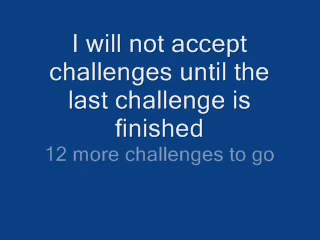 I will not accept
challenges until the
last challenge is
finished
12 more challenges to go